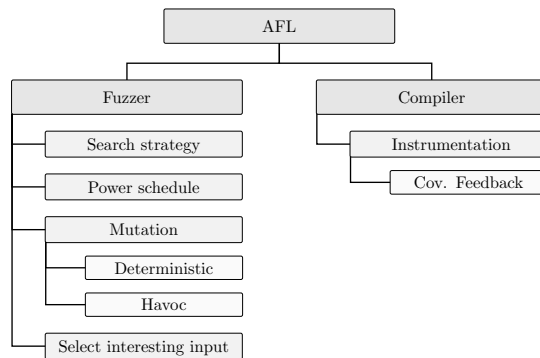 AFL
Fuzzer
Search strategy
Power schedule
Mutation
Deterministic
Havoc
Select interesting input
Compiler
Instrumentation
Cov. Feedback